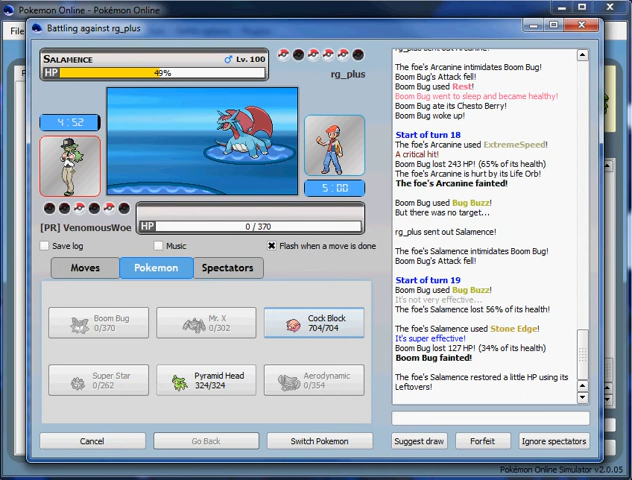 Pokemon Online - Pokémon Online
Battling against rg_plus
File
SALAMENCE ♂ Lv.100
HP 49%
rg_plus
4:52
5:00
[PR] VenomousWoe
HP 0 / 370
Save log
Music
Flash when a move is done
Moves
Pokemon
Spectators
Boom Bug
0/370
Mr. X
0/302
Cock Block
704/704
Super Star
0/262
Pyramid Head
324/324
Aerodynamic
0/354
Cancel
Go Back
Switch Pokemon
rg_plus sent out Arcanine!
The foe's Arcanine intimidates Boom Bug!
Boom Bug's Attack fell!
Boom Bug used Rest!
Boom Bug went to sleep and became healthy!
Boom Bug ate its Chesto Berry!
Boom Bug woke up!
Start of turn 18
The foe's Arcanine used ExtremeSpeed!
A critical hit!
Boom Bug lost 243 HP! (65% of its health)
The foe's Arcanine is hurt by its Life Orb!
The foe's Arcanine fainted!
Boom Bug used Bug Buzz!
But there was no target...
rg_plus sent out Salamence!
The foe's Salamence intimidates Boom Bug!
Boom Bug's Attack fell!
Start of turn 19
Boom Bug used Bug Buzz!
It's not very effective...
The foe's Salamence lost 56% of its health!
The foe's Salamence used Stone Edge!
It's super effective!
Boom Bug lost 127 HP! (34% of its health)
Boom Bug fainted!
The foe's Salamence restored a little HP using its
Leftovers!
Suggest draw
Forfeit
Ignore spectators
Pokémon Online Simulator v2.0.05